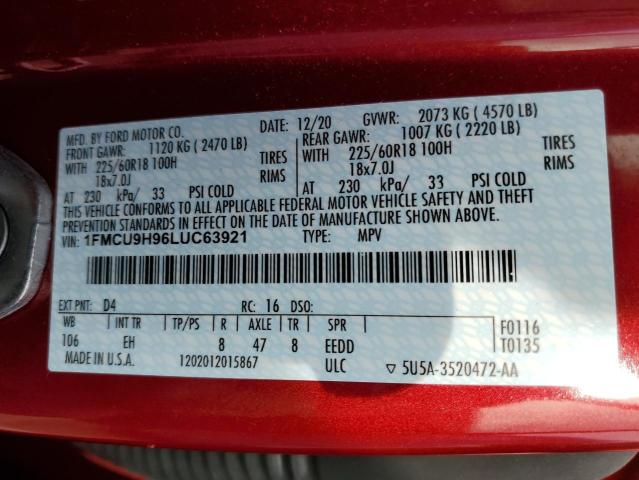 MFD. BY FORD MOTOR CO. DATE: 12/20 GVWR: 2073 KG ( 4570 LB)
FRONT GAWR: 1120 KG ( 2470 LB) REAR GAWR: 1007 KG ( 2220 LB)
WITH 225/60R18 100H TIRES WITH 225/60R18 100H TIRES
18x7.0J RIMS 18x7.0J RIMS
AT 230 kPa/ 33 PSI COLD AT 230 kPa/ 33 PSI COLD
THIS VEHICLE CONFORMS TO ALL APPLICABLE FEDERAL MOTOR VEHICLE SAFETY AND THEFT
PREVENTION STANDARDS IN EFFECT ON THE DATE OF MANUFACTURE SHOWN ABOVE.
VIN: 1FMCU9H96LUC63921 TYPE: MPV
EXT PNT: D4 RC: 16 DSO:
WB INT TR TP/PS R AXLE TR SPR F0116
106 EH 8 47 8 EEDD T0135
MADE IN U.S.A. 1202012015867 ULC ▽ 5U5A-3520472-AA